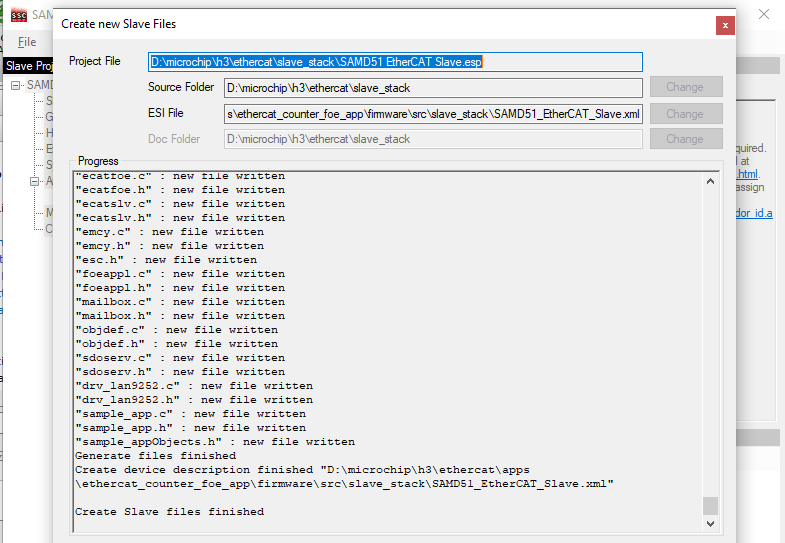 SSC SAM
Create new Slave Files
x
File
Slave Proj
SAMD
Project File
D:\microchip\h3\ethercat\slave_stack\SAMD51 EtherCAT Slave.esp
Source Folder
D:\microchip\h3\ethercat\slave_stack
Change
ESI File
s\ethercat_counter_foe_app\firmware\src\slave_stack\SAMD51_EtherCAT_Slave.xml
Change
Doc Folder
D:\microchip\h3\ethercat\slave_stack
Change
Progress
"ecatfoe.c" : new file written
"ecatfoe.h" : new file written
"ecatslv.c" : new file written
"ecatslv.h" : new file written
"emcy.c" : new file written
"emcy.h" : new file written
"esc.h" : new file written
"foeappl.c" : new file written
"foeappl.h" : new file written
"mailbox.c" : new file written
"mailbox.h" : new file written
"objdef.c" : new file written
"objdef.h" : new file written
"sdoserv.c" : new file written
"sdoserv.h" : new file written
"drv_lan9252.c" : new file written
"drv_lan9252.h" : new file written
"sample_app.c" : new file written
"sample_app.h" : new file written
"sample_appObjects.h" : new file written
Generate files finished
Create device description finished "D:\microchip\h3\ethercat\apps
\ethercat_counter_foe_app\firmware\src\slave_stack\SAMD51_EtherCAT_Slave.xml"
Create Slave files finished
quired.
d at
.html.
assign
dor_id.a